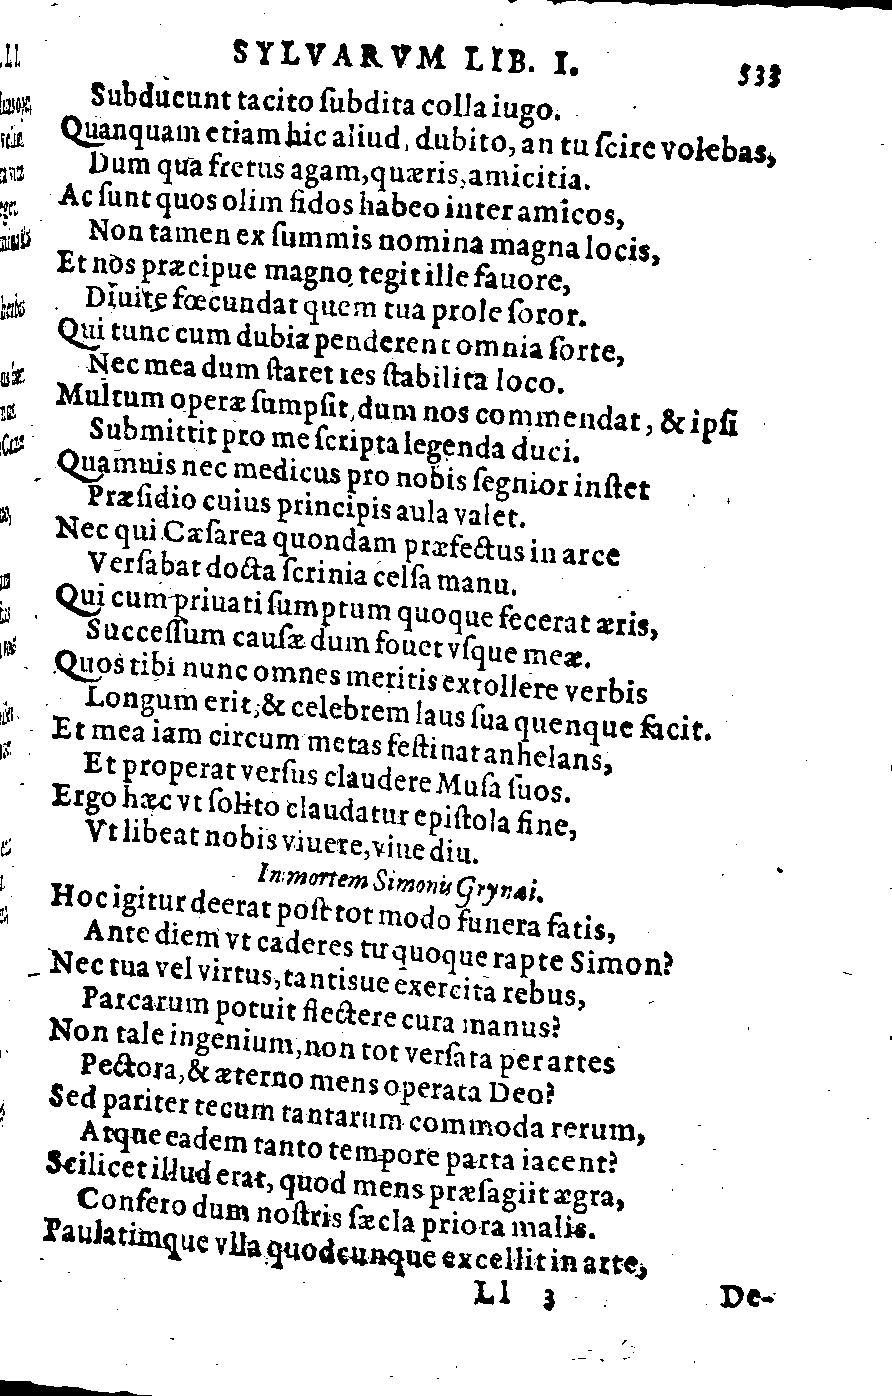 SYLVARVM LIB. I. 533
Subducunt tacito ſubdita colla iugo.
Quanquam etiam hic aliud, dubito, an tu ſcire volebas,
Dum qua fretus agam, quæris, amicitia.
Ac ſunt quos olim fidos habeo inter amicos,
Non tamen ex ſummis nomina magna locis,
Et nos præcipue magno tegit ille fauore,
Diuite fœcundat quem tua prole ſoror.
Qui tunc cum dubia penderent omnia ſorte,
Nec mea dum ſtaret res ſtabilita loco.
Multum operæ ſumpſit, dum nos commendat, & ipſi
Submittit pro me ſcripta legenda duci.
Quamuis nec medicus pro nobis ſegnior inſtet
Præſidio cuius principis aula valet.
Nec qui Cæſarea quondam præfectus in arce
Verſabat docta ſcrinia celſa manu.
Qui cum priuati ſumptum quoque fecerat æris,
Succeſſum cauſæ dum fouet vſque meæ.
Quos tibi nunc omnes meritis extollere verbis
Longum erit, & celebrem laus ſua quenque facit.
Et mea iam circum metas feſtinat anhelans,
Et properat verſus claudere Muſa ſuos.
Ergo hæc vt ſolito claudatur epiſtola fine,
Vt libeat nobis viuere, viue diu.
In mortem Simonis Grynæi.
Hoc igitur deerat poſt tot modo funera fatis,
Ante diem vt caderes tu quoque rapte Simon?
Nec tua vel virtus, tantisue exercita rebus,
Parcarum potuit flectere cura manus?
Non tale ingenium, non tot verſata per artes
Pectora, & æterno mens operata Deo?
Sed pariter tecum tantarum commoda rerum,
Atque eadem tanto tempore parta iacent?
Scilicet illud erat, quod mens præſagiit ægra,
Confero dum noſtris ſæcla priora malis.
Paulatimque vlla quodcunque excellit in arte,
Ll 3 De-